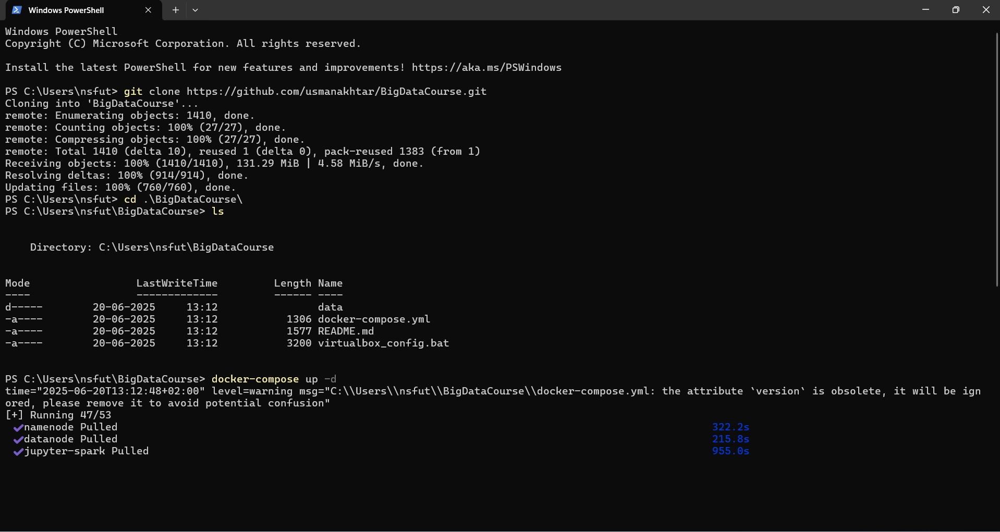 Windows PowerShell
Windows PowerShell
Copyright (C) Microsoft Corporation. All rights reserved.
Install the latest PowerShell for new features and improvements! https://aka.ms/PSWindows
PS C:\Users\nsfut> git clone https://github.com/usmanakhtar/BigDataCourse.git
Cloning into 'BigDataCourse'...
remote: Enumerating objects: 1410, done.
remote: Counting objects: 100% (27/27), done.
remote: Compressing objects: 100% (27/27), done.
remote: Total 1410 (delta 10), reused 1 (delta 0), pack-reused 1383 (from 1)
Receiving objects: 100% (1410/1410), 131.29 MiB | 4.58 MiB/s, done.
Resolving deltas: 100% (914/914), done.
Updating files: 100% (760/760), done.
PS C:\Users\nsfut> cd .\BigDataCourse\
PS C:\Users\nsfut\BigDataCourse> ls
    Directory: C:\Users\nsfut\BigDataCourse
Mode                 LastWriteTime         Length Name
----                 -------------         ------ ----
d-----        20-06-2025     13:12                data
-a----        20-06-2025     13:12           1306 docker-compose.yml
-a----        20-06-2025     13:12           1577 README.md
-a----        20-06-2025     13:12           3200 virtualbox_config.bat
PS C:\Users\nsfut\BigDataCourse> docker-compose up -d
time="2025-06-20T13:12:48+02:00" level=warning msg="C:\\Users\\nsfut\\BigDataCourse\\docker-compose.yml: the attribute `version` is obsolete, it will be ign
ored, please remove it to avoid potential confusion"
[+] Running 47/53
 ✔namenode Pulled 322.2s
 ✔datanode Pulled 215.8s
 ✔jupyter-spark Pulled 955.0s